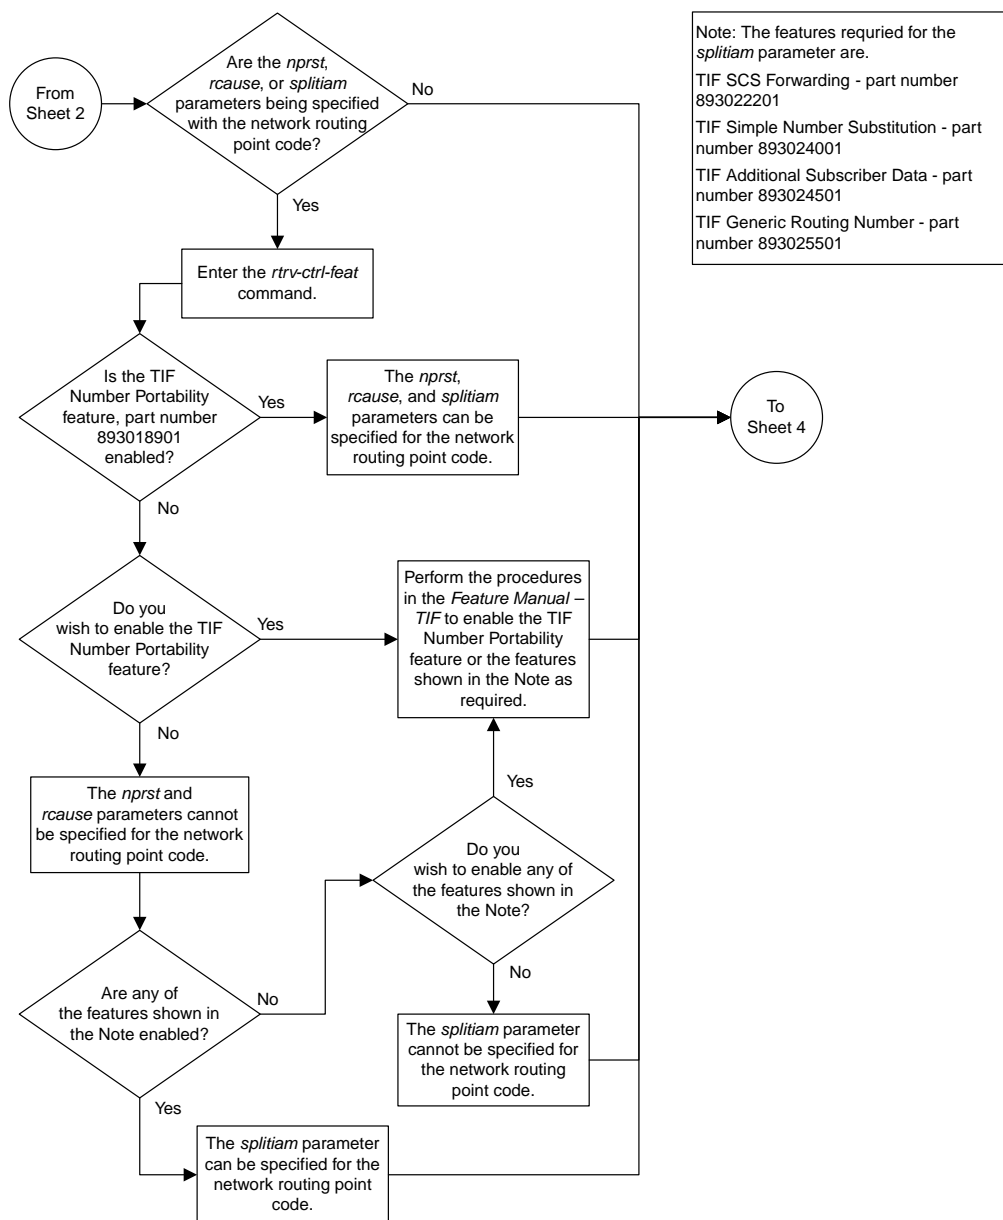 From
Sheet 2
Are the nprst,
rcause, or splitiam
parameters being specified
with the network routing
point code?
No
Yes
Note: The features requried for the
splitiam parameter are.
TIF SCS Forwarding - part number
893022201
TIF Simple Number Substitution - part
number 893024001
TIF Additional Subscriber Data - part
number 893024501
TIF Generic Routing Number - part
number 893025501
Enter the rtrv-ctrl-feat
command.
Is the TIF
Number Portability
feature, part number
893018901
enabled?
Yes
No
The nprst,
rcause, and splitiam
parameters can be
specified for the network
routing point code.
To
Sheet 4
Do you
wish to enable the TIF
Number Portability
feature?
Yes
No
Perform the procedures
in the Feature Manual –
TIF to enable the TIF
Number Portability
feature or the features
shown in the Note as
required.
The nprst and
rcause parameters cannot
be specified for the network
routing point code.
Yes
Do you
wish to enable any of
the features shown in
the Note?
No
Are any of
the features shown in
the Note enabled?
No
Yes
The splitiam parameter
cannot be specified for
the network routing
point code.
The splitiam parameter
can be specified for the
network routing point
code.